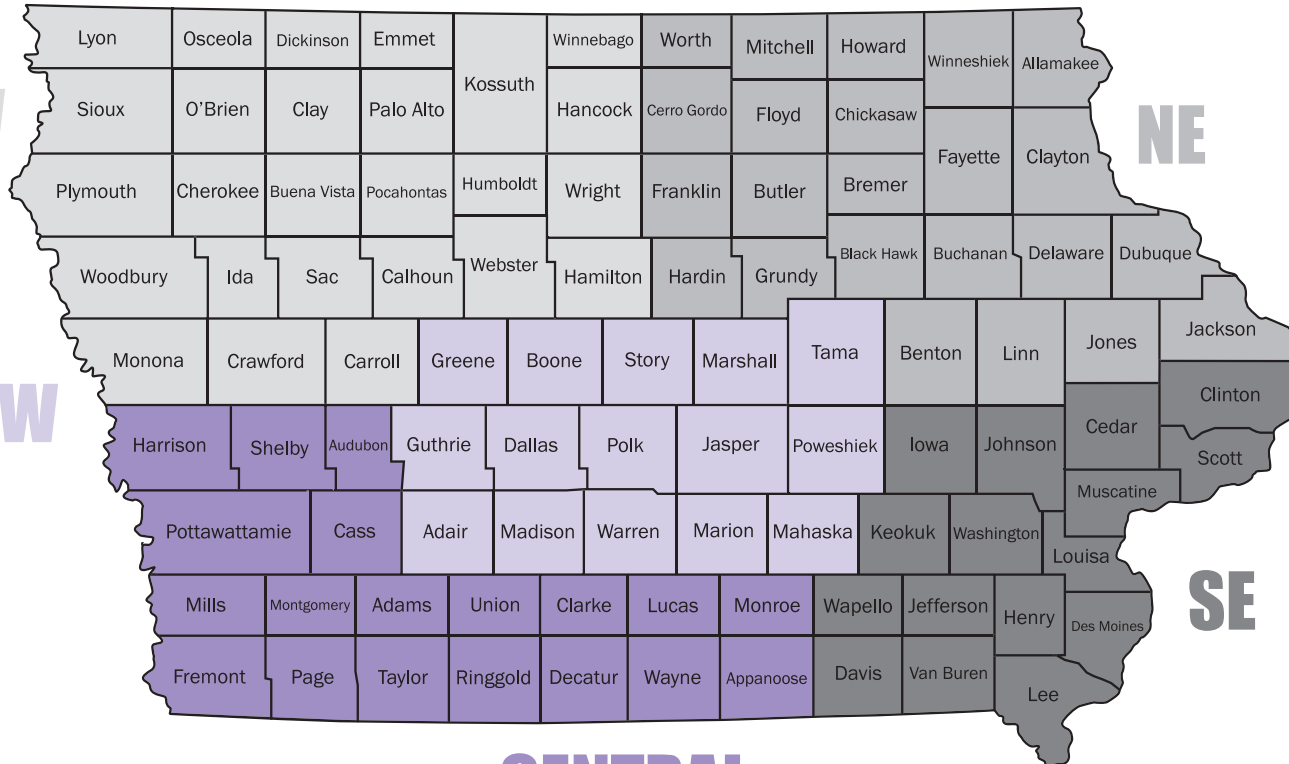 Lyon
Osceola
Dickinson
Emmet
Kossuth
Winnebago
Worth
Mitchell
Howard
Winneshiek
Allamakee
Sioux
O'Brien
Clay
Palo Alto
Hancock
Cerro Gordo
Floyd
Chickasaw
NE
Fayette
Clayton
Plymouth
Cherokee
Buena Vista
Pocahontas
Humboldt
Wright
Franklin
Butler
Bremer
Woodbury
Ida
Sac
Calhoun
Webster
Hamilton
Hardin
Grundy
Black Hawk
Buchanan
Delaware
Dubuque
Monona
Crawford
Carroll
Greene
Boone
Story
Marshall
Tama
Benton
Linn
Jones
Jackson
W
Harrison
Shelby
Audubon
Guthrie
Dallas
Polk
Jasper
Poweshiek
Iowa
Johnson
Cedar
Clinton
Scott
Muscatine
Pottawattamie
Cass
Adair
Madison
Warren
Marion
Mahaska
Keokuk
Washington
Louisa
SE
Mills
Montgomery
Adams
Union
Clarke
Lucas
Monroe
Wapello
Jefferson
Henry
Des Moines
Fremont
Page
Taylor
Ringgold
Decatur
Wayne
Appanoose
Davis
Van Buren
Lee
CENTRAL